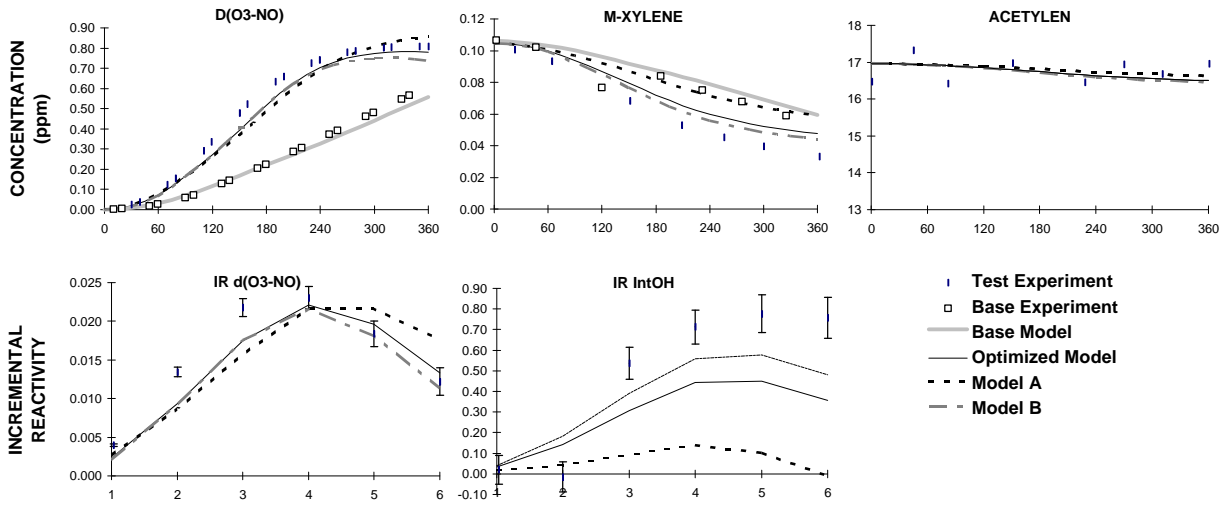 D(O3-NO)
M-XYLENE
ACETYLEN
CONCENTRATION
(ppm)
0.90
0.80
0.70
0.60
0.50
0.40
0.30
0.20
0.10
0.00
0 60 120 180 240 300 360
0.12
0.10
0.08
0.06
0.04
0.02
0.00
0 60 120 180 240 300 360
18
17
16
15
14
13
0 60 120 180 240 300 360
IR d(O3-NO)
IR IntOH
INCREMENTAL
REACTIVITY
0.025
0.020
0.015
0.010
0.005
0.000
1 2 3 4 5 6
0.90
0.80
0.70
0.60
0.50
0.40
0.30
0.20
0.10
0.00
-0.10
1 2 3 4 5 6
Test Experiment
Base Experiment
Base Model
Optimized Model
Model A
Model B